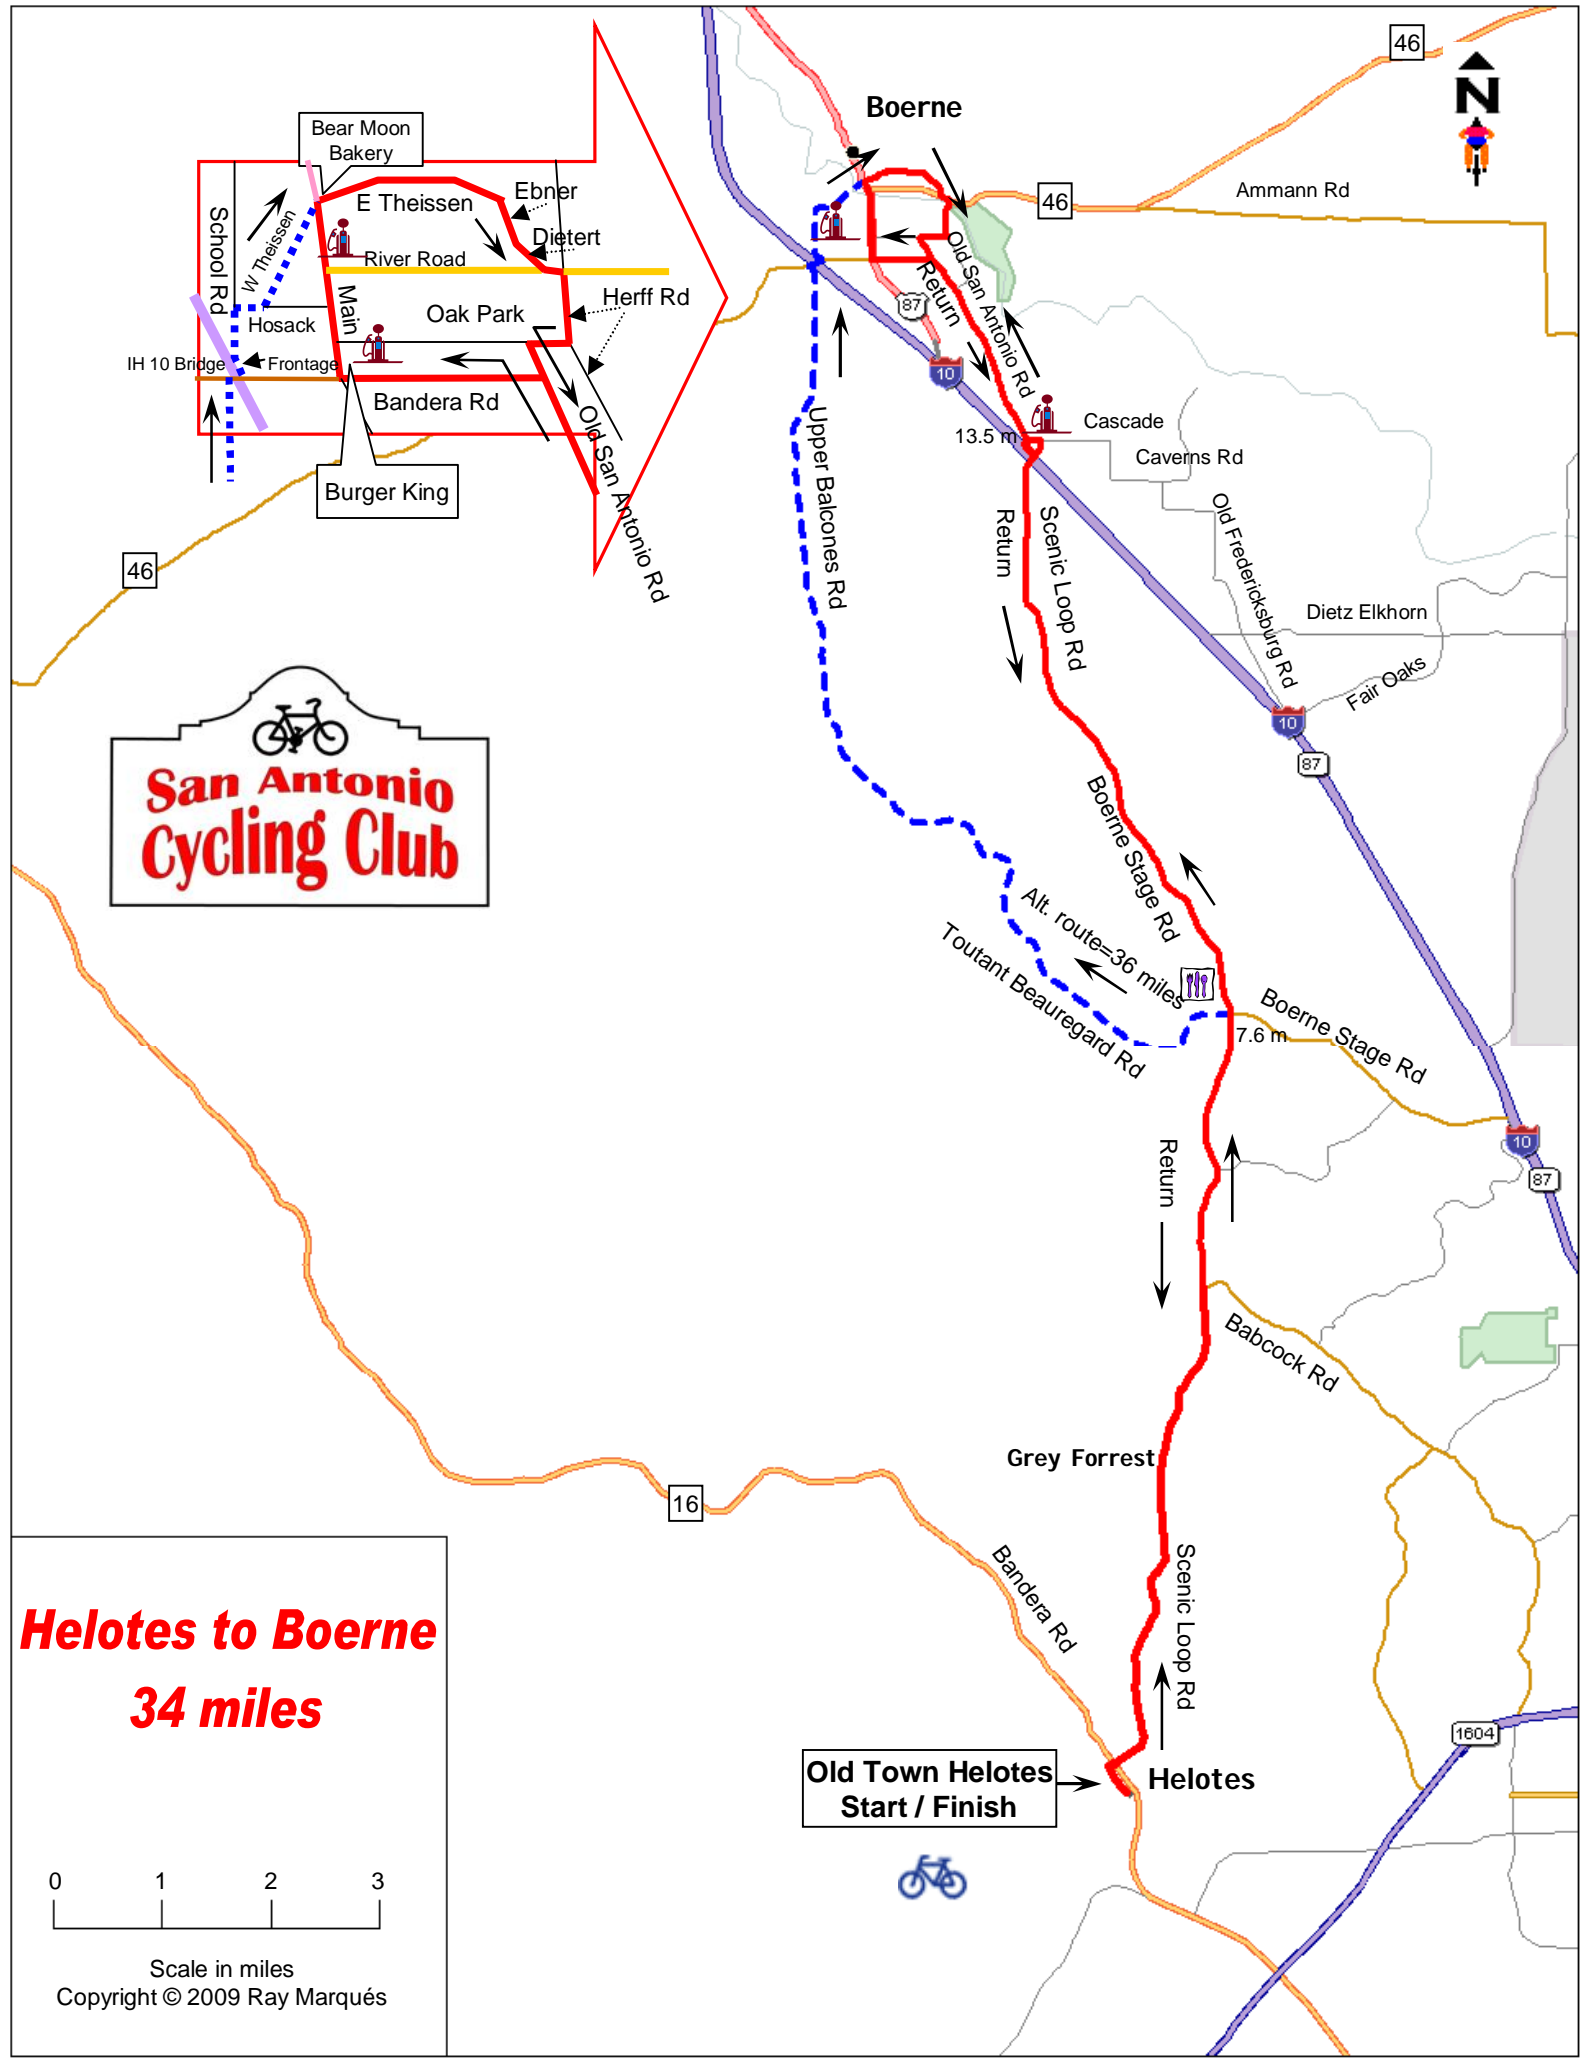 46
N
Boerne
Bear Moon
Bakery
E Theissen
Ebner
School Rd
W Theissen
Dietert
River Road
Main
Hosack
Oak Park
Herff Rd
IH 10 Bridge
Frontage
Bandera Rd
Old San Antonio Rd
Burger King
46
Ammann Rd
46
Old San Antonio Rd
Return
87
10
Cascade
13.5 m
Caverns Rd
Upper Balcones Rd
Return
Scenic Loop Rd
Old Fredericksburg Rd
Dietz Elkhorn
Fair Oaks
10
87
San Antonio
Cycling Club
Boerne Stage Rd
Alt. route=36 miles
Toutant Beauregard Rd
Boerne Stage Rd
7.6 m
10
87
Return
Babcock Rd
Grey Forrest
16
Bandera Rd
Scenic Loop Rd
1604
Old Town Helotes
Start / Finish
Helotes
Helotes to Boerne
34 miles
0 1 2 3
Scale in miles
Copyright © 2009 Ray Marqués